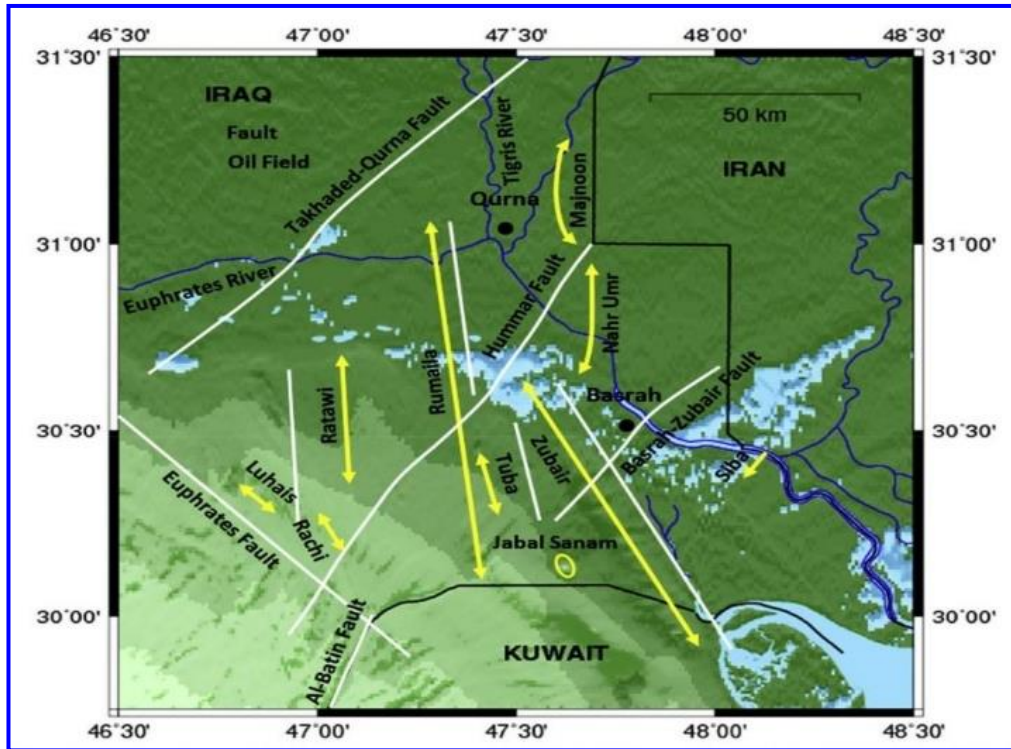 46˚30'
47˚00'
47˚30'
48˚00'
48˚30'
31˚30'
31˚30'
IRAQ
Fault
Oil Field
50 km
IRAN
Takhaded-Qurna Fault
Tigris River
Majnoon
Qurna
31˚00'
31˚00'
Euphrates River
Hummar Fault
Nahr Umr
Rumaila
Ratawi
Basrah
Basrah-Zubair Fault
30˚30'
30˚30'
Zubair
Tuba
Siba
Luhais
Rachi
Euphrates Fault
Jabal Sanam
30˚00'
30˚00'
Al-Batin Fault
KUWAIT
46˚30'
47˚00'
47˚30'
48˚00'
48˚30'